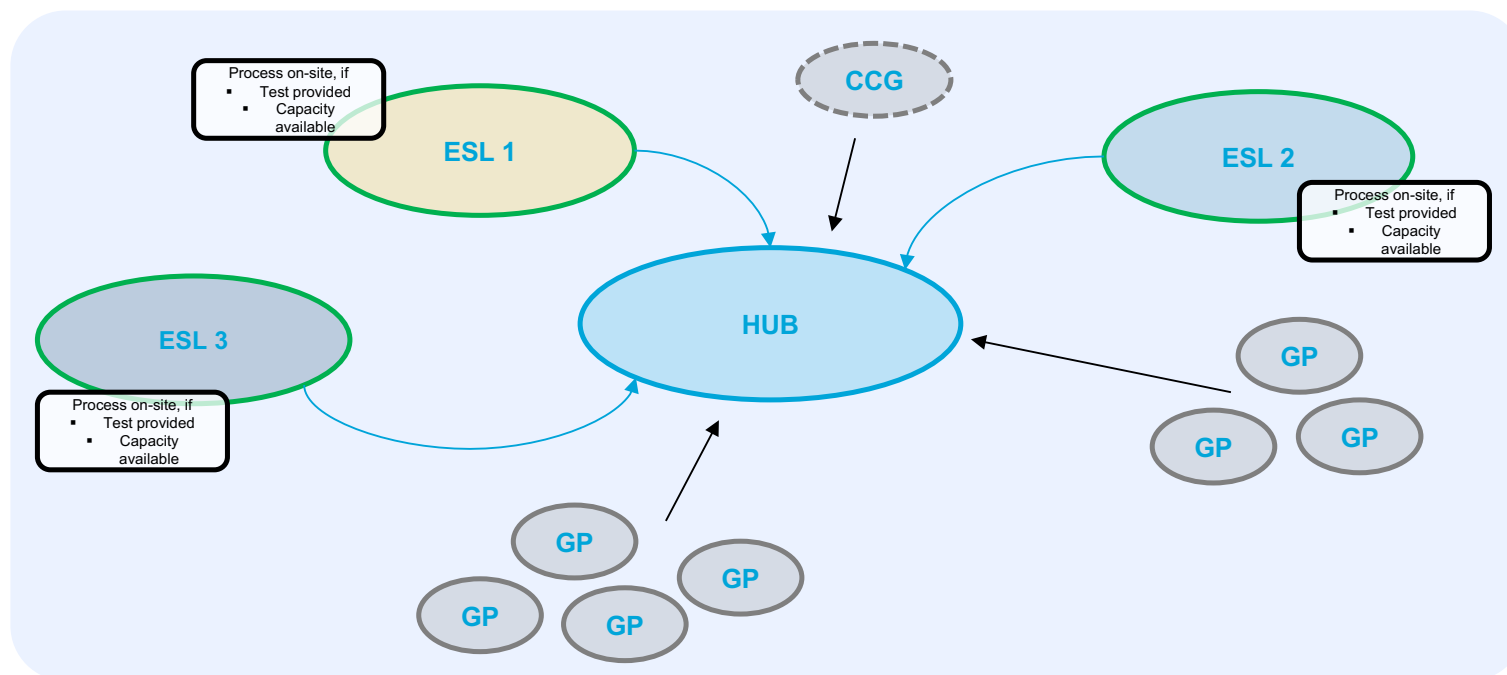 Process on-site, if
▪ Test provided
▪ Capacity
available
ESL 1
CCG
ESL 2
Process on-site, if
▪ Test provided
▪ Capacity
available
HUB
ESL 3
Process on-site, if
▪ Test provided
▪ Capacity
available
GP
GP
GP
GP
GP
GP
GP